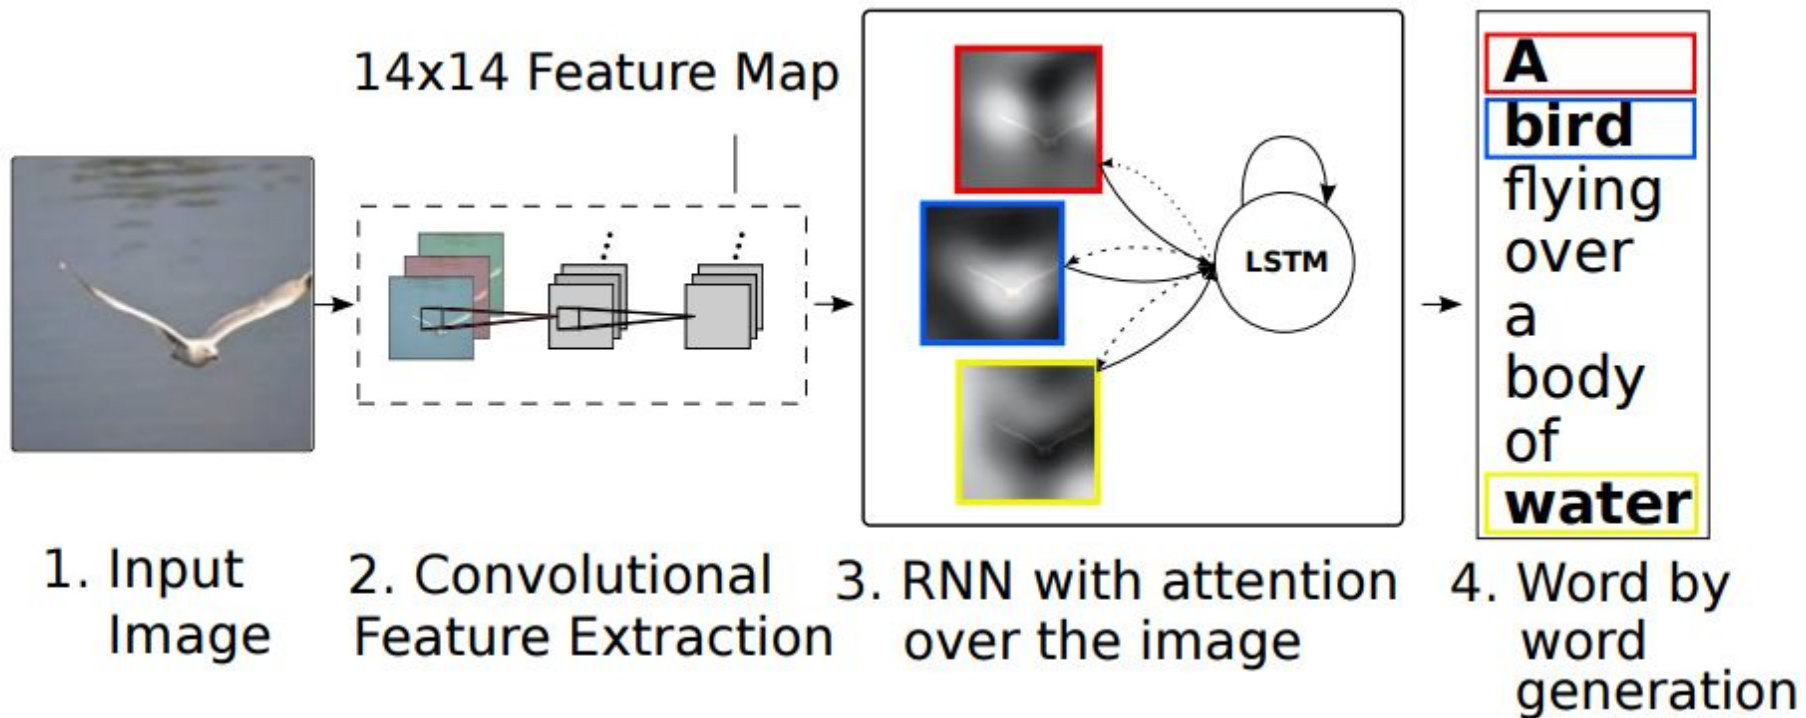 14x14 Feature Map
LSTM
A
bird
flying
over
a
body
of
water
1. Input
Image
2. Convolutional
Feature Extraction
3. RNN with attention
over the image
4. Word by
word
generation